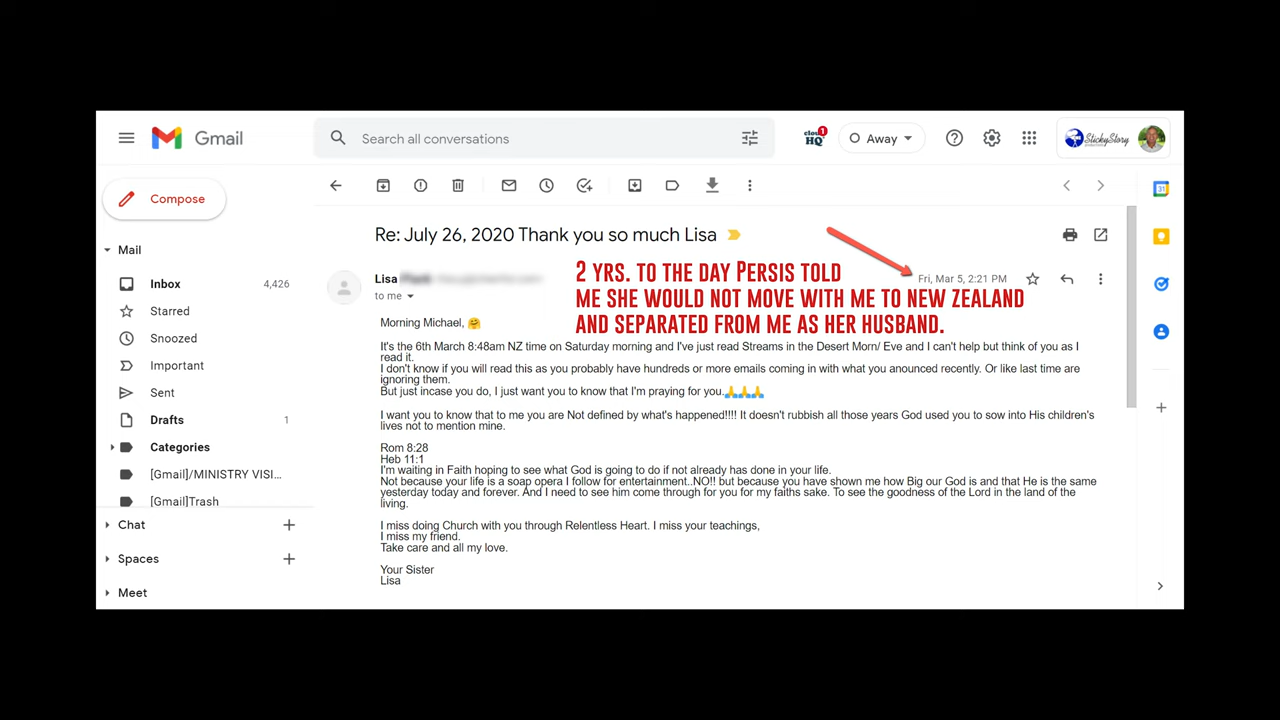 Gmail
Search all conversations
cloud
HQ
1
Away
StickyStory
Compose
Mail
Inbox 4,426
Starred
Snoozed
Important
Sent
Drafts 1
Categories
[Gmail]/MINISTRY VISI...
[Gmail]Trash
Chat
Spaces
Meet
31
Re: July 26, 2020 Thank you so much Lisa
Lisa
to me
Fri, Mar 5, 2:21 PM
2 YRS. TO THE DAY PERSIS TOLD
ME SHE WOULD NOT MOVE WITH ME TO NEW ZEALAND
AND SEPARATED FROM ME AS HER HUSBAND.
Morning Michael, 🤗
It's the 6th March 8:48am NZ time on Saturday morning and I've just read Streams in the Desert Morn/ Eve and I can't help but think of you as I
read it.
I don't know if you will read this as you probably have hundreds or more emails coming in with what you anounced recently. Or like last time are
ignoring them.
But just incase you do, I just want you to know that I'm praying for you.🙏🙏🙏
I want you to know that to me you are Not defined by what's happened!!!! It doesn't rubbish all those years God used you to sow into His children's
lives not to mention mine.
Rom 8:28
Heb 11:1
I'm waiting in Faith hoping to see what God is going to do if not already has done in your life.
Not because your life is a soap opera I follow for entertainment..NO!! but because you have shown me how Big our God is and that He is the same
yesterday today and forever. And I need to see him come through for you for my faiths sake. To see the goodness of the Lord in the land of the
living.
I miss doing Church with you through Relentless Heart. I miss your teachings,
I miss my friend.
Take care and all my love.
Your Sister
Lisa